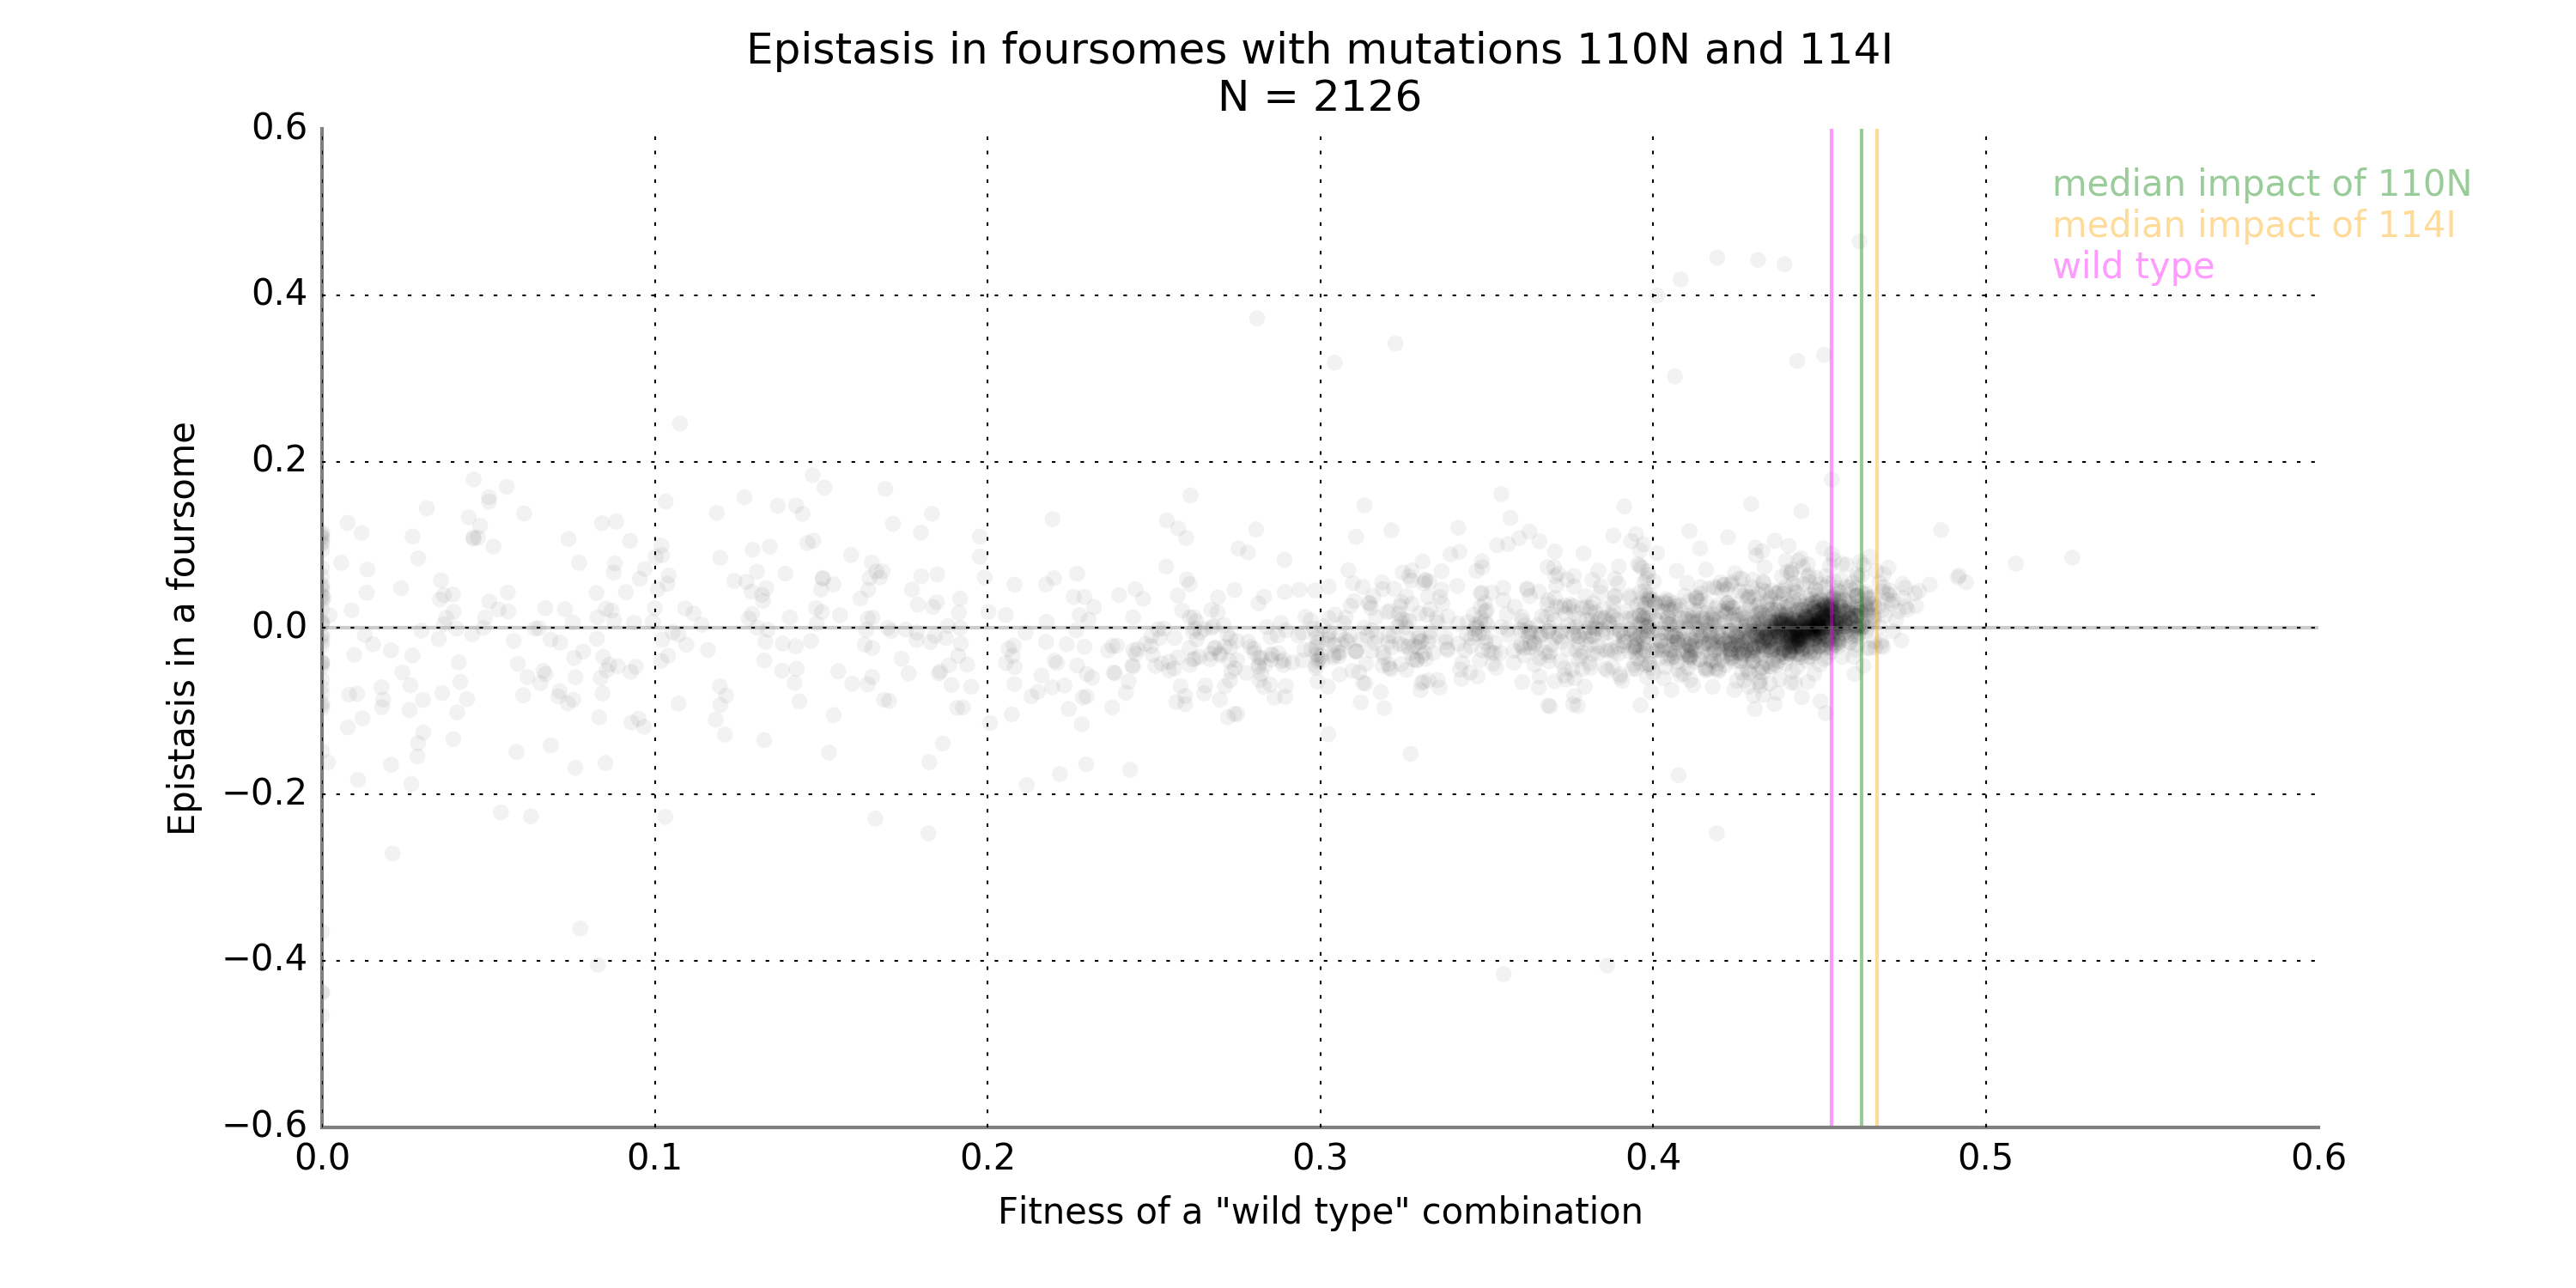 Epistasis in foursomes with mutations 110N and 114I
N = 2126
0.6
0.4
0.2
0.0
−0.2
−0.4
−0.6
Epistasis in a foursome
median impact of 110N
median impact of 114I
wild type
0.0 0.1 0.2 0.3 0.4 0.5 0.6
Fitness of a "wild type" combination